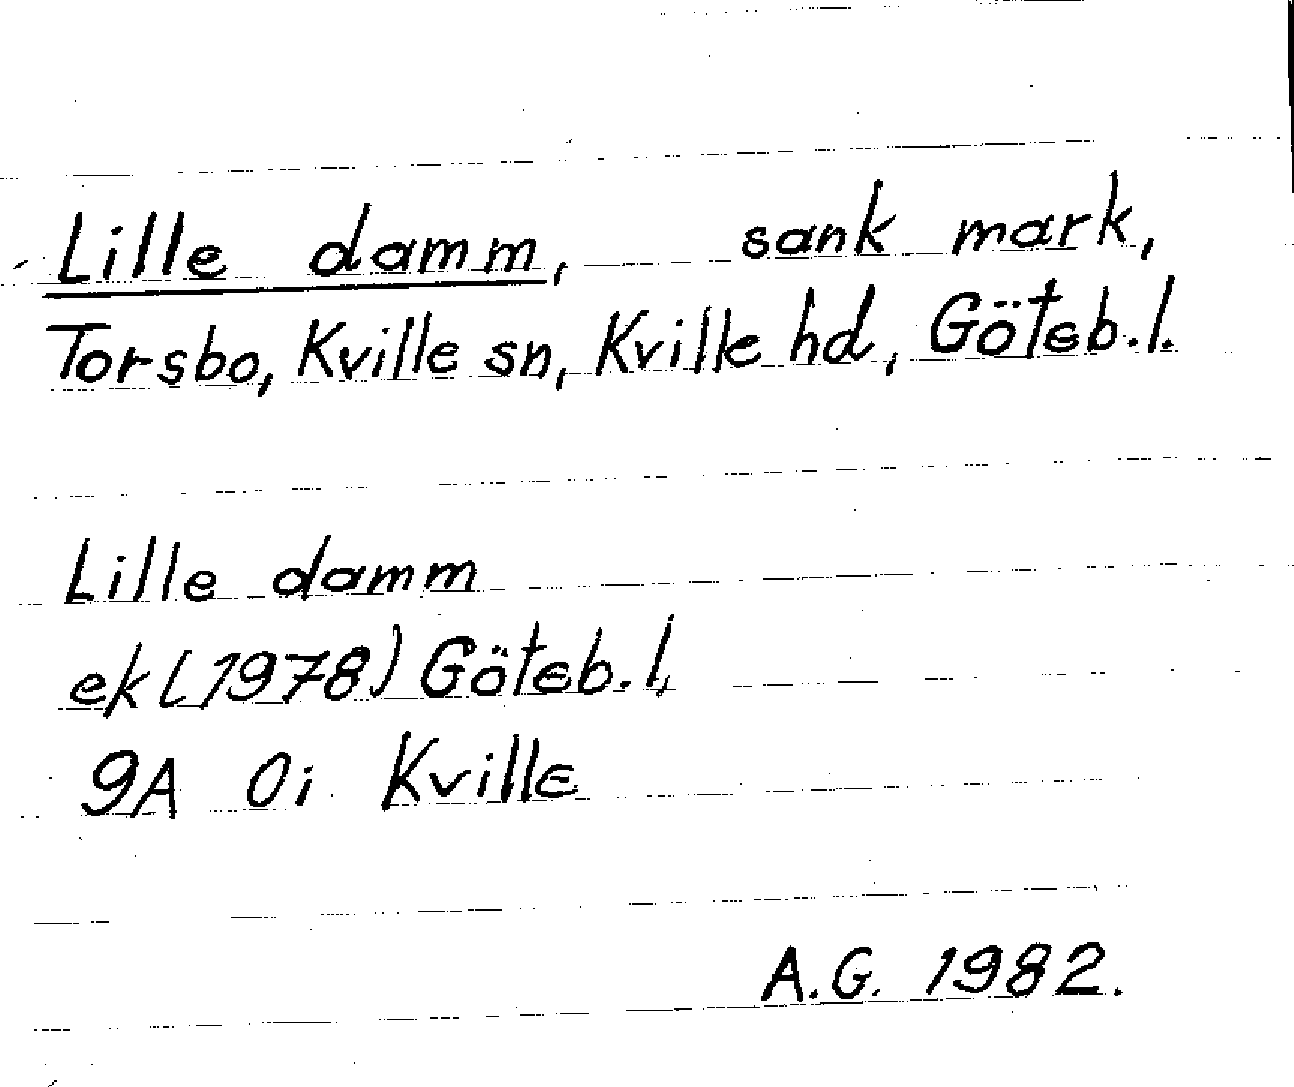 Lille damm, sank mark,
Torsbo, Kville sn, Kville hd, Göteb.l.
Lille damm
ek (1978) Göteb.l,
9A 0i Kville
A.G. 1982.